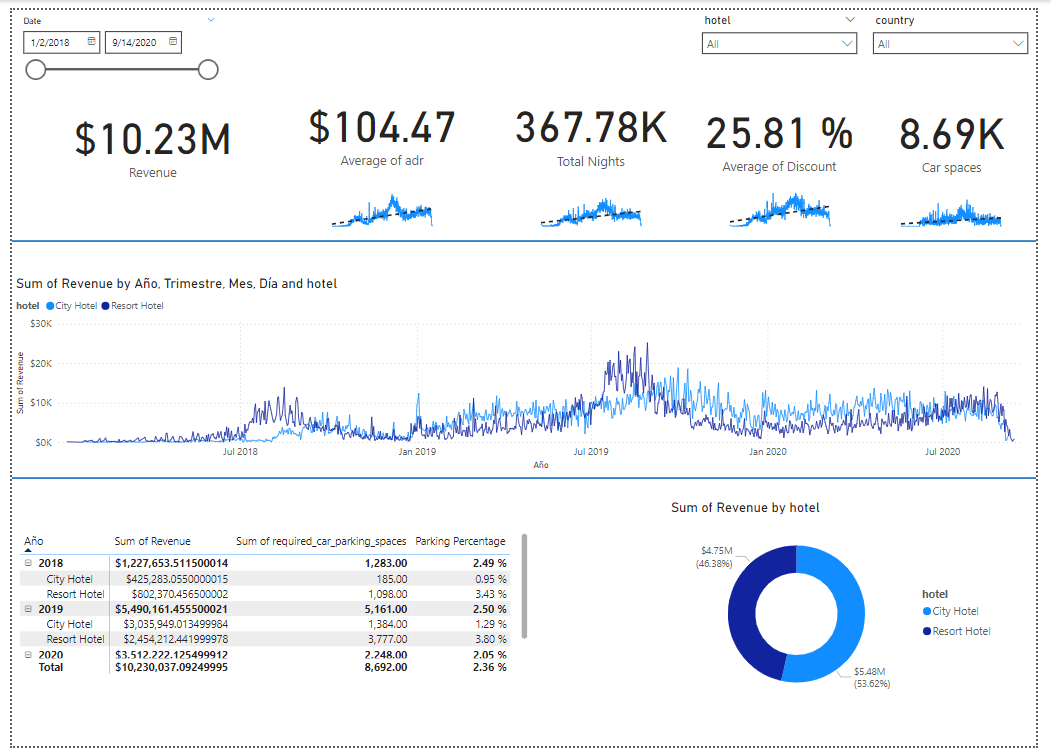 Date
1/2/2018 9/14/2020
hotel
All
country
All
$10.23M
Revenue
$104.47
Average of adr
367.78K
Total Nights
25.81 %
Average of Discount
8.69K
Car spaces
Sum of Revenue by Año, Trimestre, Mes, Día and hotel
hotel City Hotel Resort Hotel
Sum of Revenue
$30K
$20K
$10K
$0K
Jul 2018 Jan 2019 Jul 2019 Jan 2020 Jul 2020
Año
Año Sum of Revenue Sum of required_car_parking_spaces Parking Percentage
2018 $1,227,653.511500014 1,283.00 2.49 %
City Hotel $425,283.0550000015 185.00 0.95 %
Resort Hotel $802,370.456500002 1,098.00 3.43 %
2019 $5,490,161.455500021 5,161.00 2.50 %
City Hotel $3,035,949.013499984 1,384.00 1.29 %
Resort Hotel $2,454,212.441999978 3,777.00 3.80 %
2020 $3,512,222.125499912 2,248.00 2.05 %
Total $10,230,037.09249995 8,692.00 2.36 %
Sum of Revenue by hotel
$4.75M
(46.38%)
$5.48M
(53.62%)
hotel
City Hotel
Resort Hotel